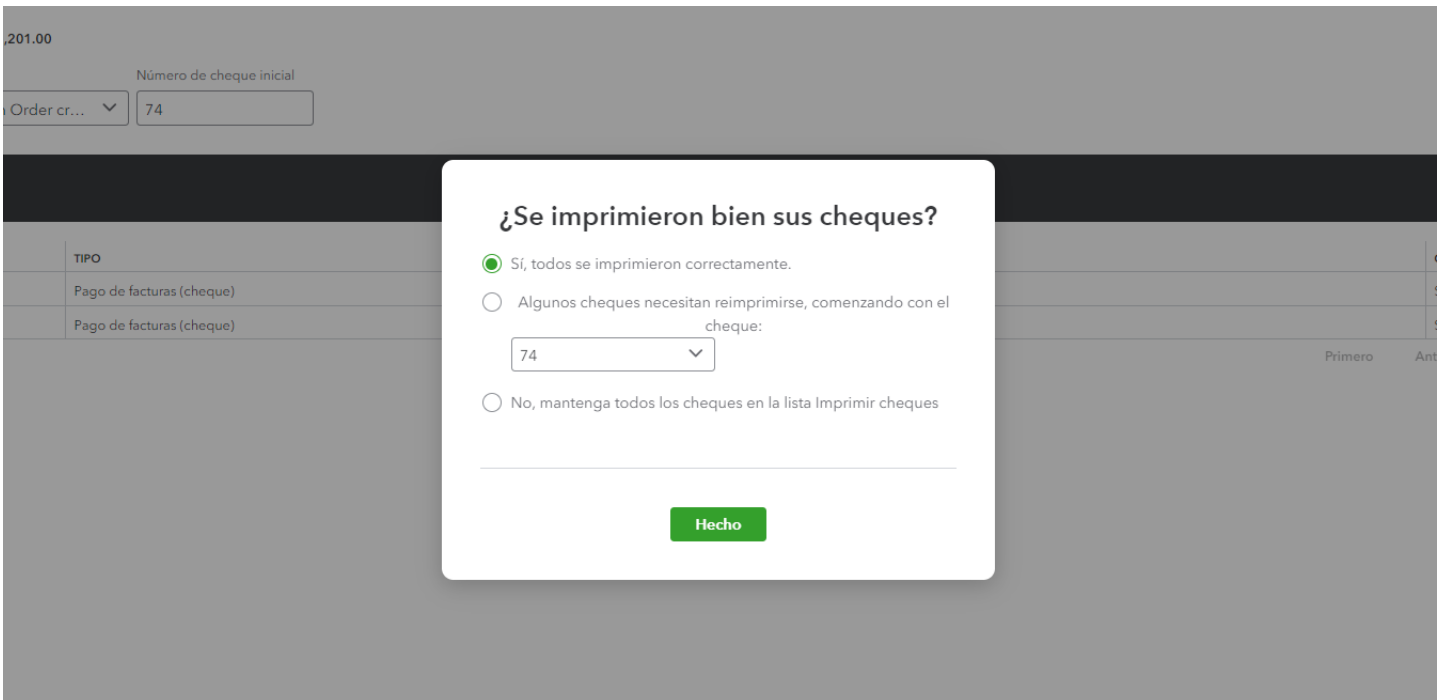 ,201.00
Número de cheque inicial
Order cr...
74
¿Se imprimieron bien sus cheques?
TIPO
Sí, todos se imprimieron correctamente.
Pago de facturas (cheque)
Algunos cheques necesitan reimprimirse, comenzando con el
cheque:
Pago de facturas (cheque)
74
Primero
Ant
No, mantenga todos los cheques en la lista Imprimir cheques
Hecho